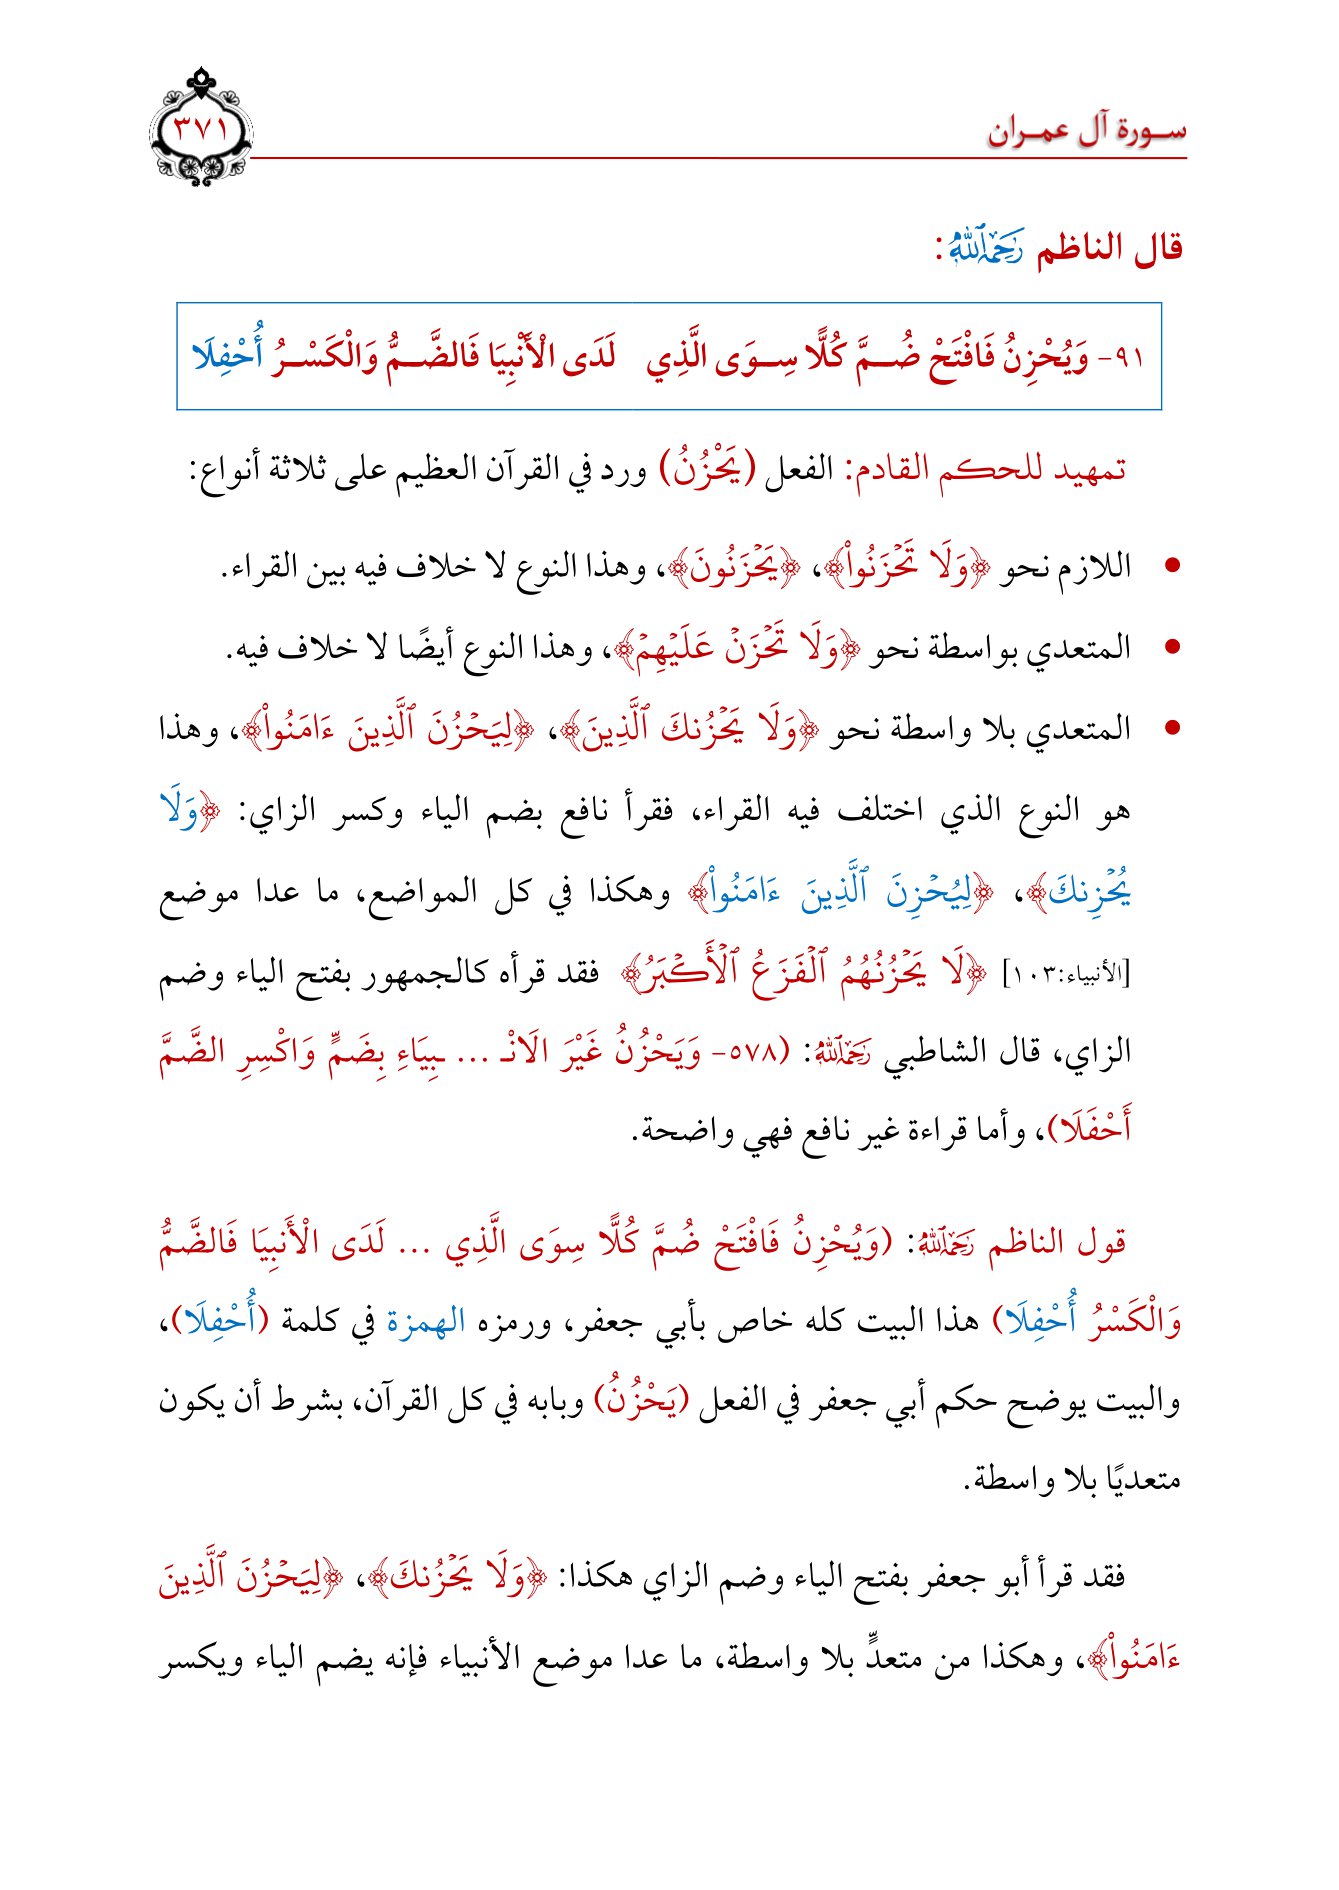 سورة آل عمران
٣٧١
قال الناظم رَحِمَهُ ٱللَّهُ:
٩١- وَيُحْزِنُ فَافْتَحْ ضُمَّ كُلًّا سِوَى الَّذِي لَدَى الْأَنْبِيَا فَالضَّمُّ وَالْكَسْرُ أُحْفِلَا
تمهيد للحكم القادم: الفعل (يَحْزُنُ) ورد في القرآن العظيم على ثلاثة أنواع:
• اللازم نحو ﴿وَلَا تَحۡزَنُواْ﴾، ﴿يَحۡزَنُونَ﴾، وهذا النوع لا خلاف فيه بين القراء.
• المتعدي بواسطة نحو ﴿وَلَا تَحۡزَنۡ عَلَيۡهِمۡ﴾، وهذا النوع أيضًا لا خلاف فيه.
• المتعدي بلا واسطة نحو ﴿وَلَا يَحۡزُنكَ ٱلَّذِينَ﴾، ﴿لِيَحۡزُنَ ٱلَّذِينَ ءَامَنُواْ﴾، وهذا
هو النوع الذي اختلف فيه القراء، فقرأ نافع بضم الياء وكسر الزاي: ﴿وَلَا
يُحۡزِنكَ﴾، ﴿لِيُحۡزِنَ ٱلَّذِينَ ءَامَنُواْ﴾ وهكذا في كل المواضع، ما عدا موضع
[الأنبياء:١٠٣] ﴿لَا يَحۡزُنُهُمُ ٱلۡفَزَعُ ٱلۡأَكۡبَرُ﴾ فقد قرأه كالجمهور بفتح الياء وضم
الزاي، قال الشاطبي رَحِمَهُ ٱللَّهُ: (٥٧٨- وَيَحْزُنُ غَيْرَ الَانْـ ... ـبِيَاءِ بِضَمٍّ وَاكْسِرِ الضَّمَّ
أَحْفَلَا)، وأما قراءة غير نافع فهي واضحة.
قول الناظم رَحِمَهُ ٱللَّهُ: (وَيُحْزِنُ فَافْتَحْ ضُمَّ كُلًّا سِوَى الَّذِي ... لَدَى الْأَنبِيَا فَالضَّمُّ
وَالْكَسْرُ أُحْفِلَا) هذا البيت كله خاص بأبي جعفر، ورمزه الهمزة في كلمة (أُحْفِلَا)،
والبيت يوضح حكم أبي جعفر في الفعل (يَحْزُنُ) وبابه في كل القرآن، بشرط أن يكون
متعديًا بلا واسطة.
فقد قرأ أبو جعفر بفتح الياء وضم الزاي هكذا: ﴿وَلَا يَحۡزُنكَ﴾، ﴿لِيَحۡزُنَ ٱلَّذِينَ
ءَامَنُواْ﴾، وهكذا من متعدٍّ بلا واسطة، ما عدا موضع الأنبياء فإنه يضم الياء ويكسر